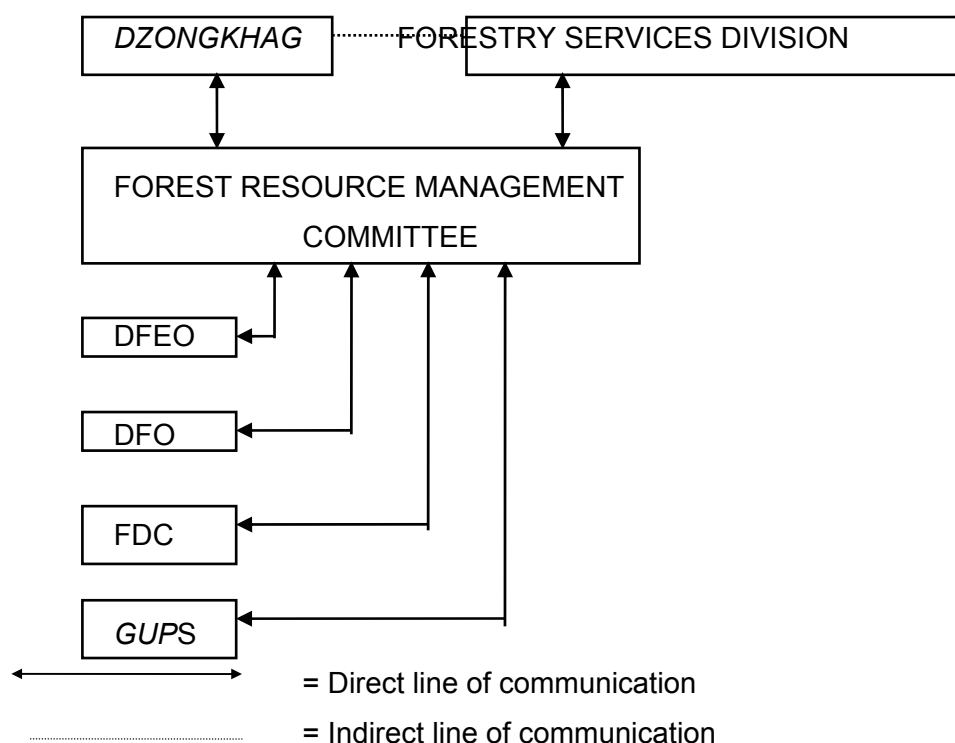 DZONGKHAG
FORESTRY SERVICES DIVISION
FOREST RESOURCE MANAGEMENT
COMMITTEE
DFEO
DFO
FDC
GUPS
= Direct line of communication
= Indirect line of communication